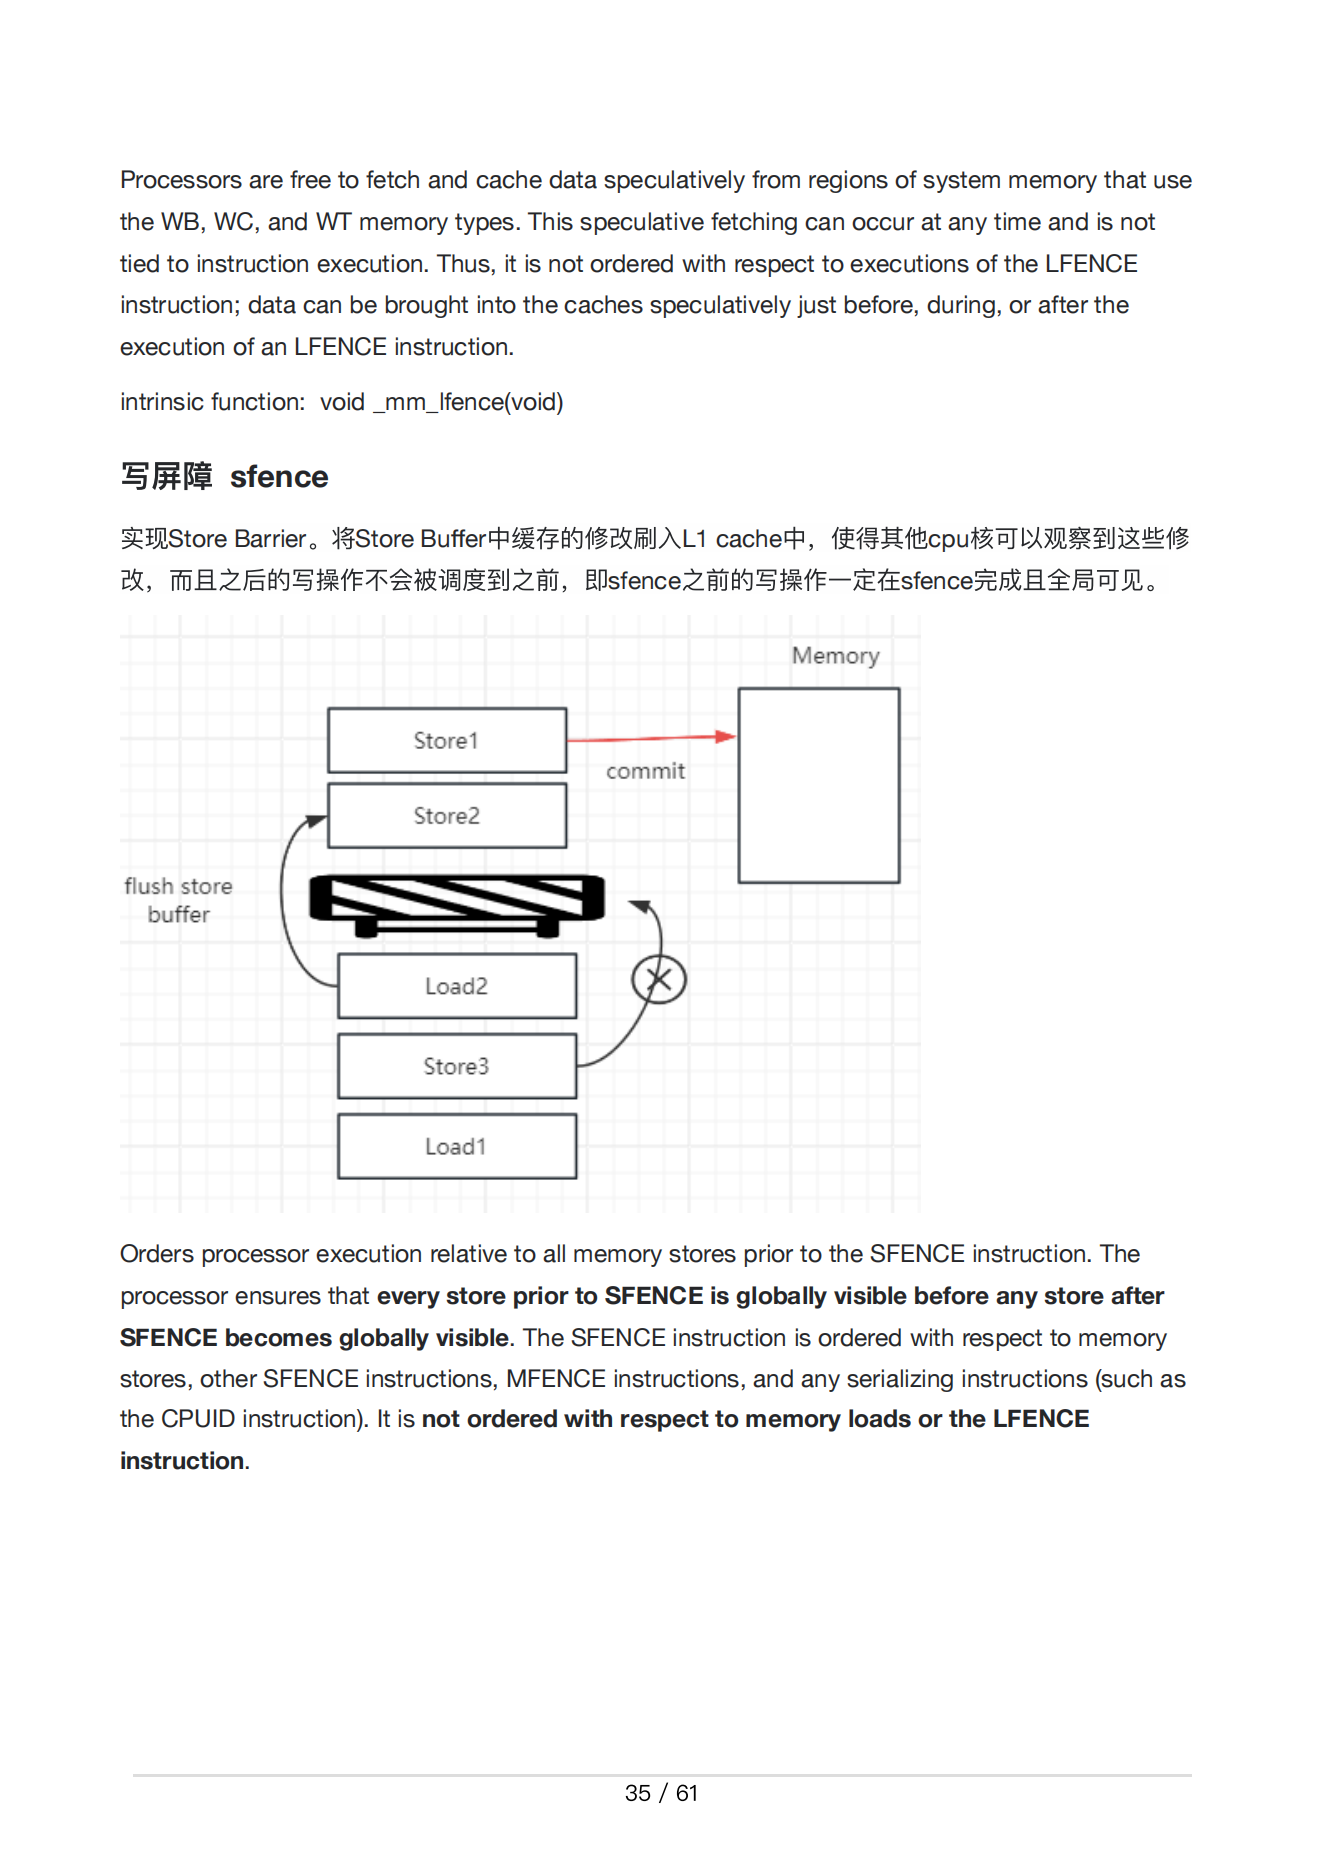 Processors are free to fetch and cache data speculatively from regions of system memory that use
the WB, WC, and WT memory types. This speculative fetching can occur at any time and is not
tied to instruction execution. Thus, it is not ordered with respect to executions of the LFENCE
instruction; data can be brought into the caches speculatively just before, during, or after the
execution of an LFENCE instruction.
intrinsic function:  void _mm_lfence(void)
写屏障 sfence
实现Store Barrier。将Store Buffer中缓存的修改刷入L1 cache中，使得其他cpu核可以观察到这些修
改，而且之后的写操作不会被调度到之前，即sfence之前的写操作一定在sfence完成且全局可见。
Memory
Store1
commit
Store2
flush store
buffer
Load2
Store3
Load1
Orders processor execution relative to all memory stores prior to the SFENCE instruction. The
processor ensures that every store prior to SFENCE is globally visible before any store after
SFENCE becomes globally visible. The SFENCE instruction is ordered with respect to memory
stores, other SFENCE instructions, MFENCE instructions, and any serializing instructions (such as
the CPUID instruction). It is not ordered with respect to memory loads or the LFENCE
instruction.
35 / 61